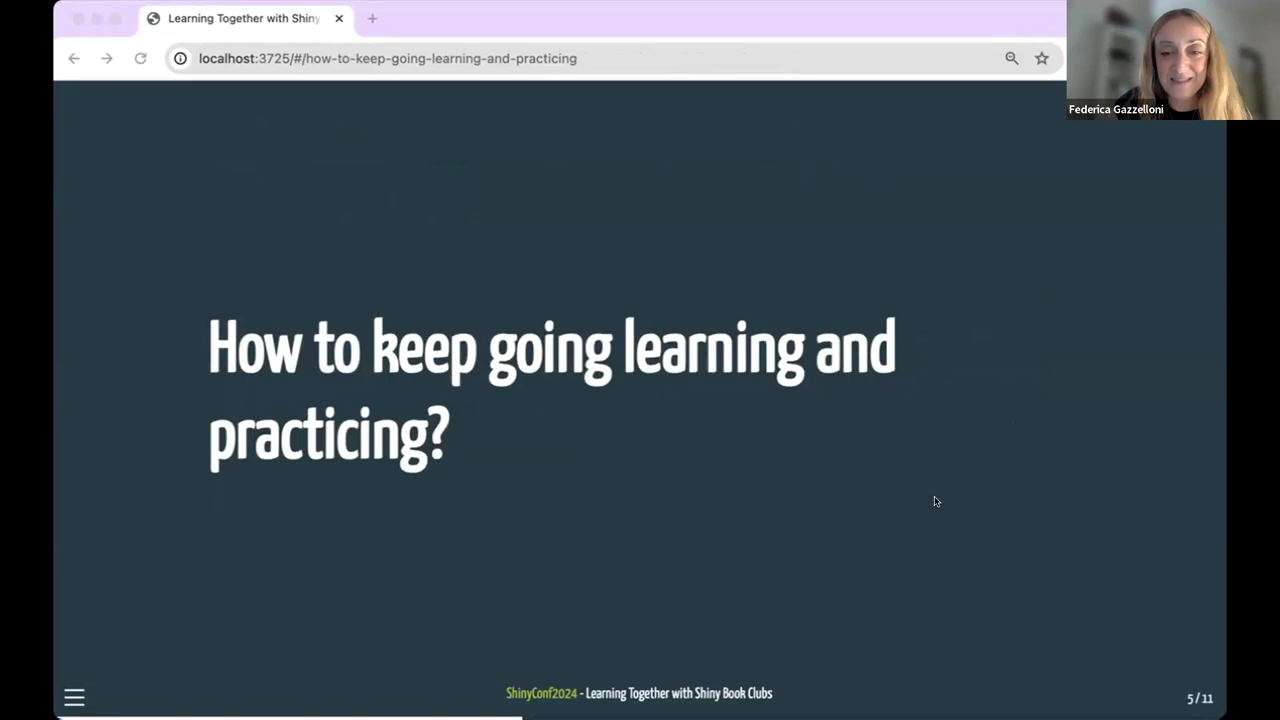 Learning Together with Shiny
localhost:3725/#/how-to-keep-going-learning-and-practicing
Federica Gazzelloni
How to keep going learning and
practicing?
ShinyConf2024 - Learning Together with Shiny Book Clubs
5 / 11